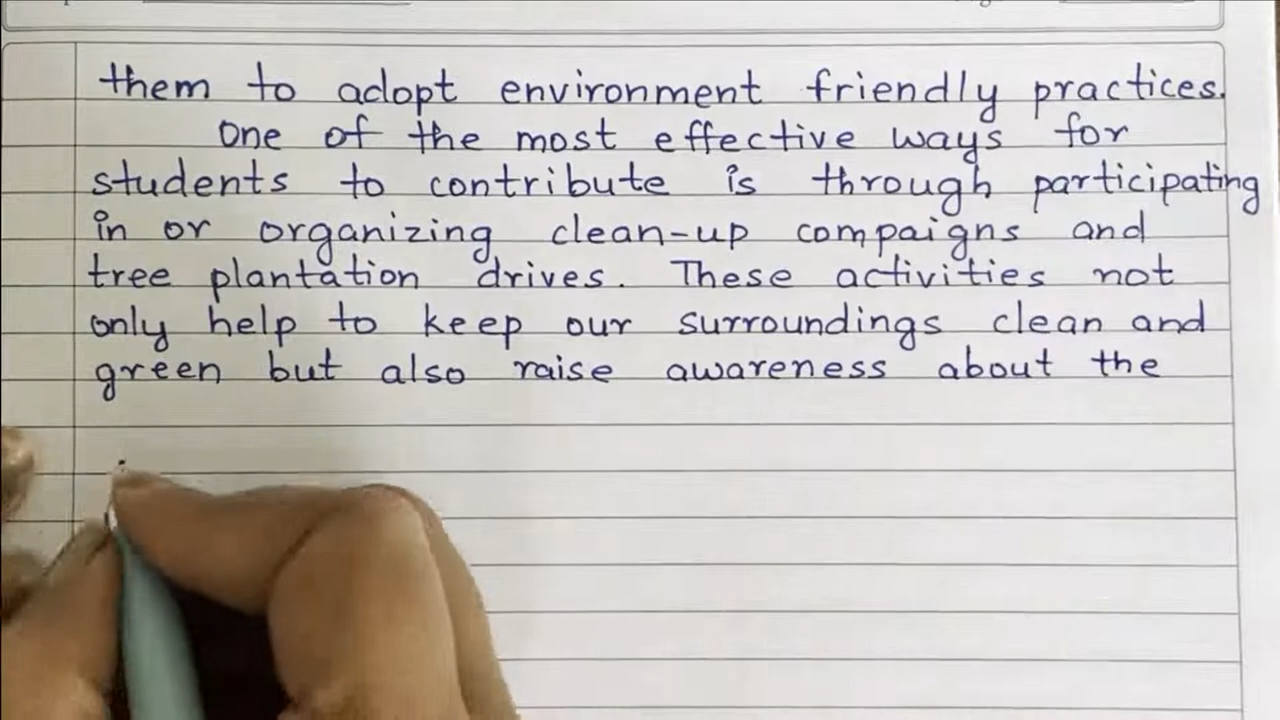 them to adopt environment friendly practices.
One of the most effective ways for
students to contribute is through participating
in or organizing clean-up compaigns and
tree plantation drives. These activities not
only help to keep our surroundings clean and
green but also raise awareness about the